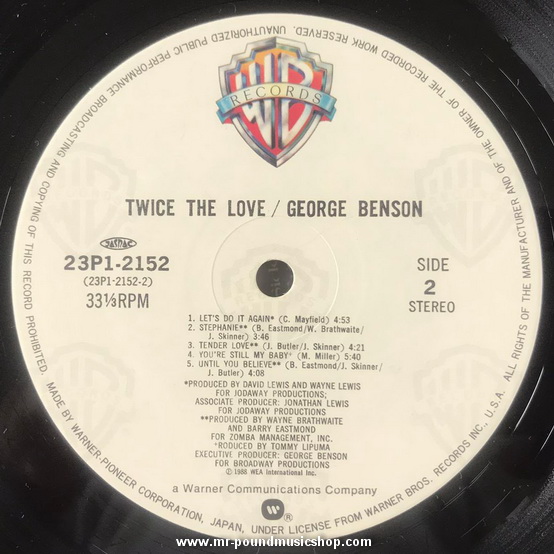 UNAUTHORIZED PUBLIC PERFORMANCE BROADCASTING AND COPYING OF THIS RECORD PROHIBITED. MADE BY WARNER-PIONEER CORPORATION, JAPAN, UNDER LICENSE FROM WARNER BROS. RECORDS INC., U.S.A. ALL RIGHTS OF THE MANUFACTURER AND OF THE OWNER OF THE RECORDED WORK RESERVED.
WB
RECORDS
TWICE THE LOVE / GEORGE BENSON
JASRAC
23P1-2152
(23P1-2152-2)
33⅓RPM
SIDE
2
STEREO
1. LET'S DO IT AGAIN* (C. Mayfield) 4:53
2. STEPHANIE** (B. Eastmond/W. Brathwaite/
J. Skinner) 3:46
3. TENDER LOVE** (J. Butler/J. Skinner) 4:21
4. YOU'RE STILL MY BABY⁺ (M. Miller) 5:40
5. UNTIL YOU BELIEVE** (B. Eastmond/J. Skinner/
J. Butler) 4:08
*PRODUCED BY DAVID LEWIS AND WAYNE LEWIS
FOR JODAWAY PRODUCTIONS;
ASSOCIATE PRODUCER: JONATHAN LEWIS
FOR JODAWAY PRODUCTIONS
**PRODUCED BY WAYNE BRATHWAITE
AND BARRY EASTMOND
FOR ZOMBA MANAGEMENT, INC.
⁺RODUCED BY TOMMY LIPUMA
EXECUTIVE PRODUCER: GEORGE BENSON
FOR BROADWAY PRODUCTIONS
Ⓟ 1988 WEA International Inc.
a Warner Communications Company
W®
www.mr-poundmusicshop.com